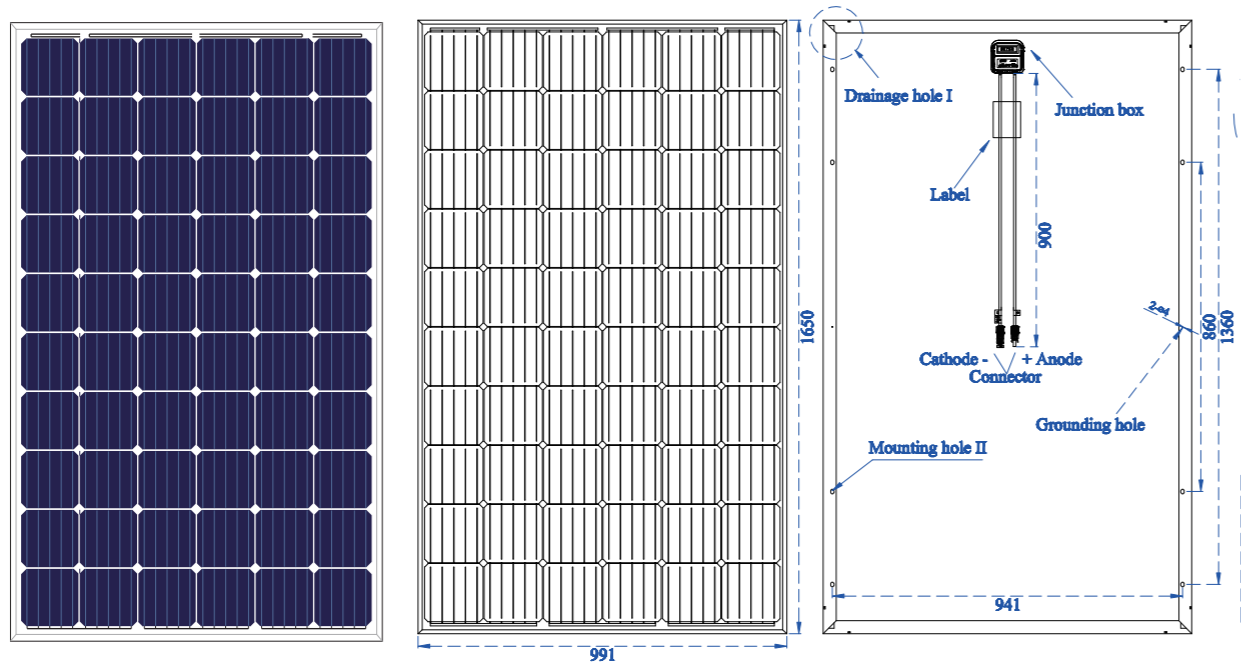 Drainage hole I
Junction box
Label
900
1650
2-ø4
860
1360
Cathode -
+ Anode
Connector
Grounding hole
Mounting hole II
941
991